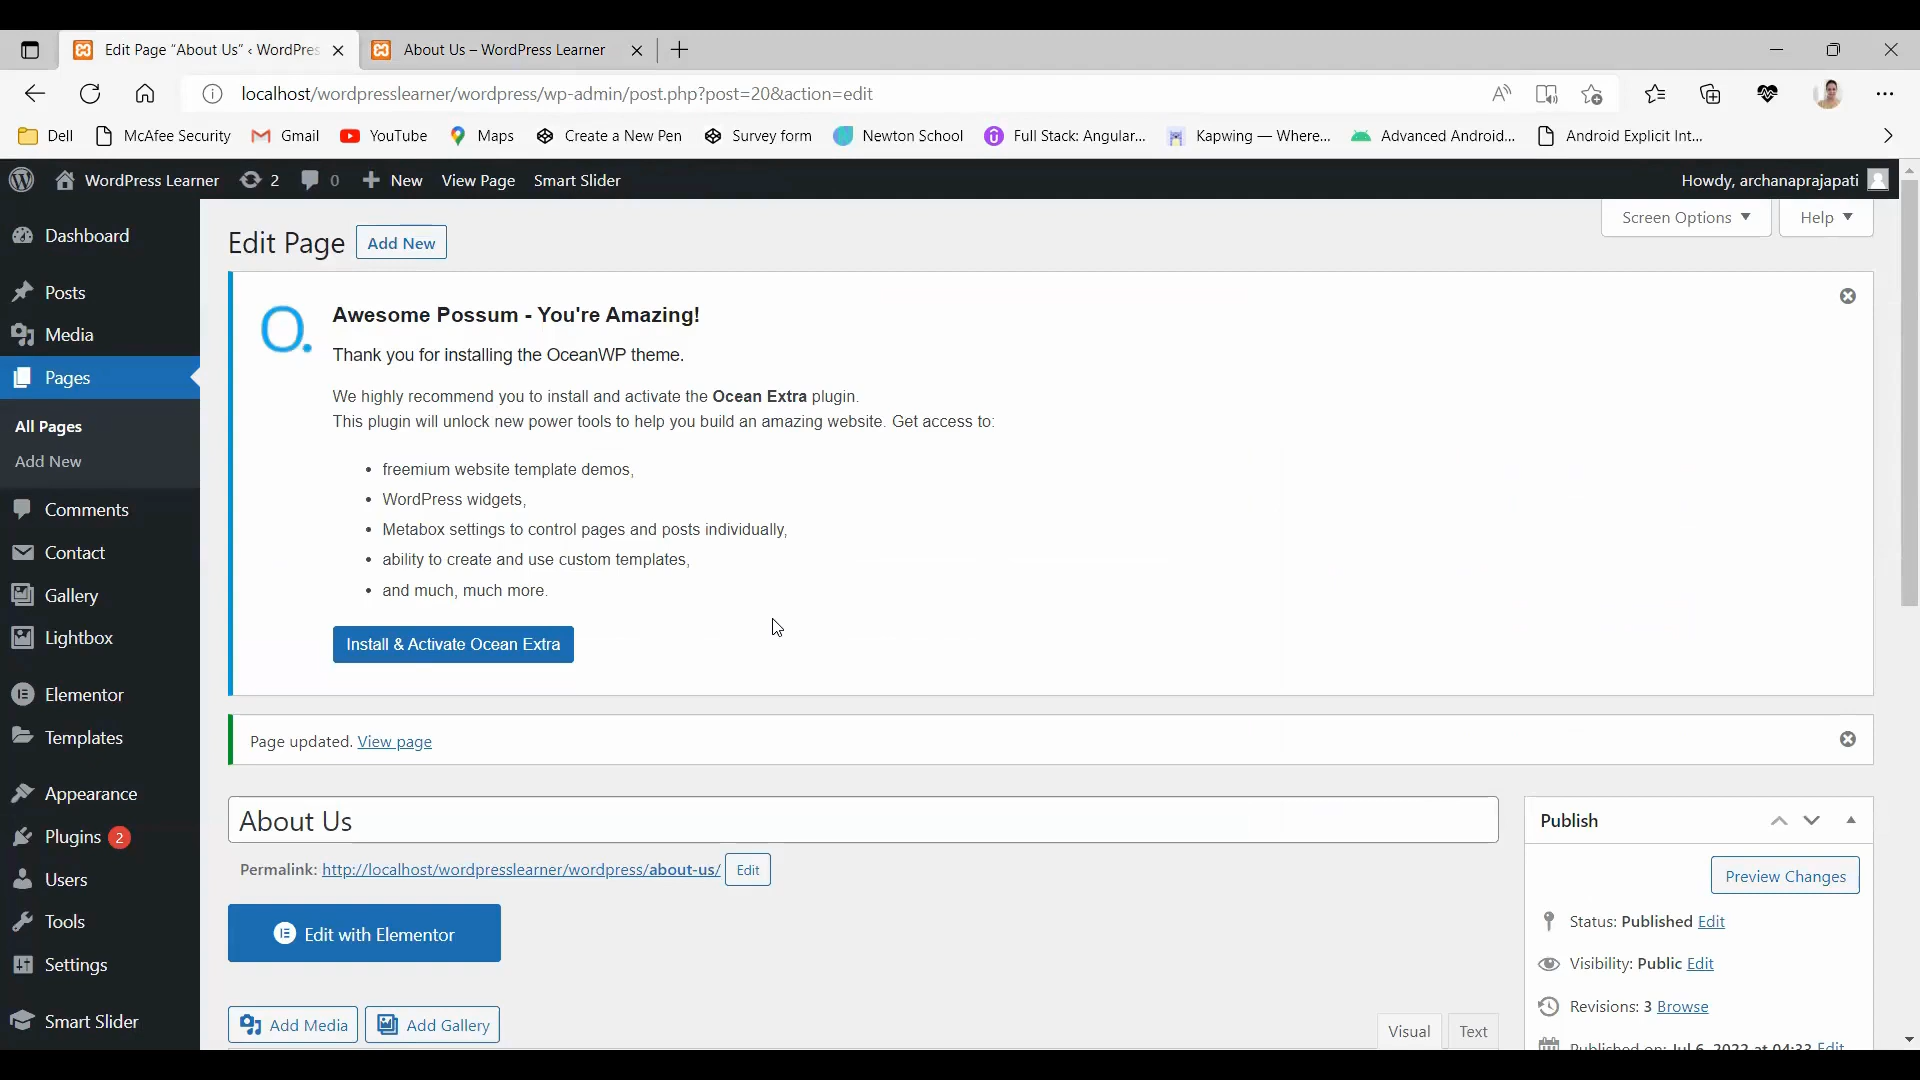 Edit Page "About Us" ‹ WordPres
About Us – WordPress Learner
localhost/wordpresslearner/wordpress/wp-admin/post.php?post=20&action=edit
Dell McAfee Security Gmail YouTube Maps Create a New Pen Survey form Newton School Full Stack: Angular... Kapwing — Where... Advanced Android... Android Explicit Int...
WordPress Learner 2 0 New View Page Smart Slider Howdy, archanaprajapati
Screen Options Help
Dashboard
Posts
Media
Pages
All Pages
Add New
Comments
Contact
Gallery
Lightbox
Elementor
Templates
Appearance
Plugins 2
Users
Tools
Settings
Smart Slider
Edit Page Add New
Awesome Possum - You're Amazing!
Thank you for installing the OceanWP theme.
We highly recommend you to install and activate the Ocean Extra plugin.
This plugin will unlock new power tools to help you build an amazing website. Get access to:
• freemium website template demos,
• WordPress widgets,
• Metabox settings to control pages and posts individually,
• ability to create and use custom templates,
• and much, much more.
Install & Activate Ocean Extra
Page updated. View page
About Us
Permalink: http://localhost/wordpresslearner/wordpress/about-us/ Edit
Edit with Elementor
Add Media Add Gallery
Visual Text
Publish
Preview Changes
Status: Published Edit
Visibility: Public Edit
Revisions: 3 Browse
Published on: Jul 6, 2022 at 04:33 Edit